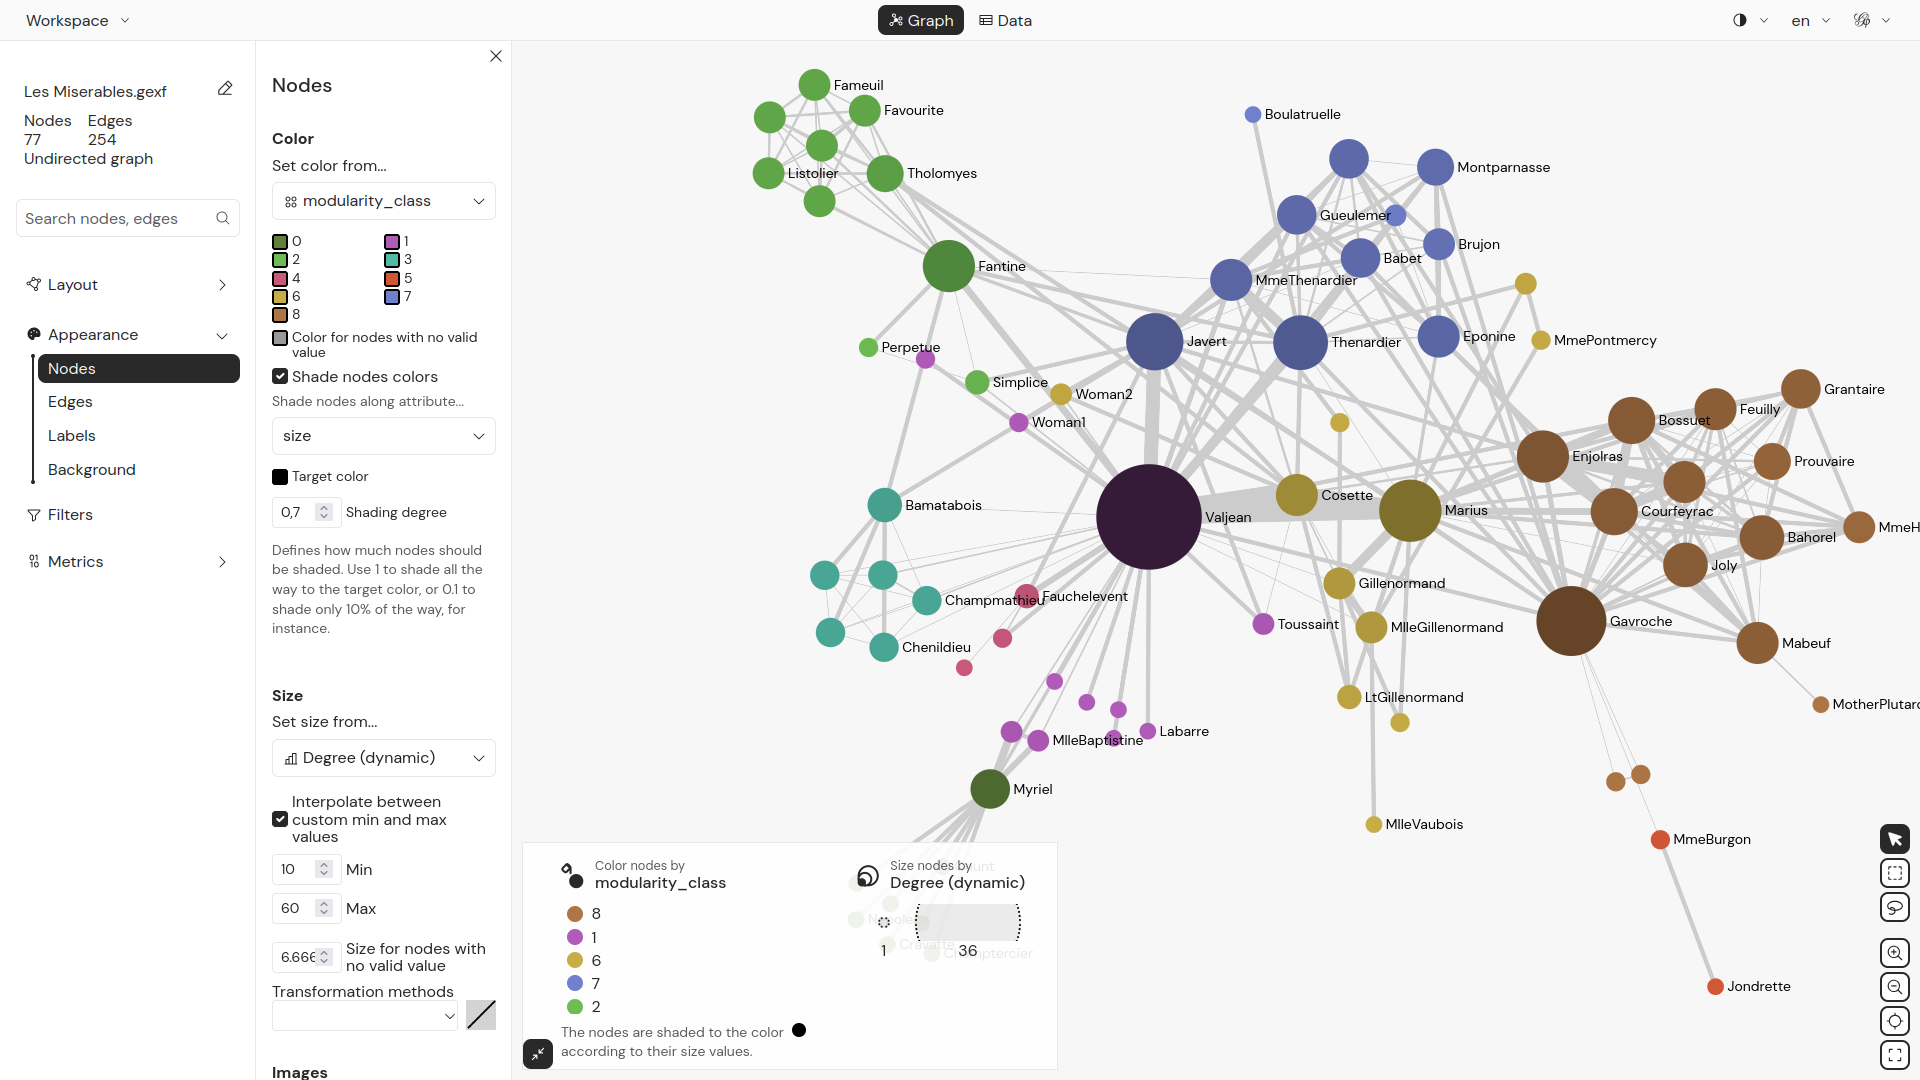 Workspace
Graph
Data
en
Les Miserables.gexf
Nodes
Edges
77
254
Undirected graph
Search nodes, edges
Layout
Appearance
Nodes
Edges
Labels
Background
Filters
Metrics
Nodes
Color
Set color from...
modularity_class
0
1
2
3
4
5
6
7
8
Color for nodes with no valid
value
Shade nodes colors
Shade nodes along attribute...
size
Target color
0,7
Shading degree
Defines how much nodes should
be shaded. Use 1 to shade all the
way to the target color, or 0.1 to
shade only 10% of the way, for
instance.
Size
Set size from...
Degree (dynamic)
Interpolate between
custom min and max
values
10
Min
60
Max
6.666
Size for nodes with
no valid value
Transformation methods
Images
Fameuil
Favourite
Listolier
Tholomyes
Fantine
Perpetue
Simplice
Woman2
Woman1
Boulatruelle
Montparnasse
Gueulemer
Brujon
Babet
MmeThenardier
Javert
Thenardier
Eponine
MmePontmercy
Grantaire
Feuilly
Bossuet
Enjolras
Prouvaire
Bamatabois
Valjean
Cosette
Marius
Courfeyrac
MmeH
Bahorel
Joly
Champmathieu
Fauchelevent
Gillenormand
Toussaint
MlleGillenormand
Gavroche
Chenildieu
Mabeuf
LtGillenormand
MotherPlutarc
MlleBaptistine
Labarre
Myriel
MlleVaubois
MmeBurgon
Jondrette
Color nodes by
modularity_class
8
1
6
7
2
Size nodes by
Degree (dynamic)
1
36
Champtercier
The nodes are shaded to the color
according to their size values.